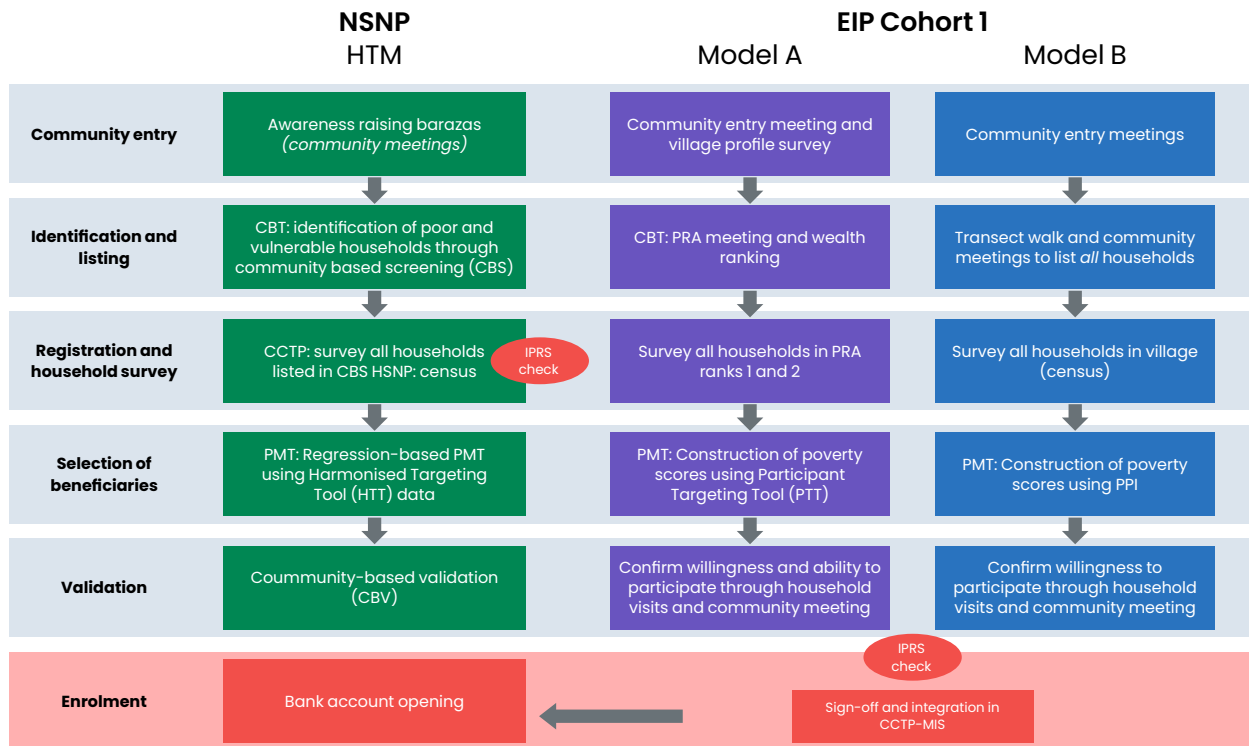 NSNP
EIP Cohort 1
HTM
Model A
Model B
Community entry
Awareness raising barazas
(community meetings)
Community entry meeting and
village profile survey
Community entry meetings
Identification and
listing
CBT: identification of poor and
vulnerable households through
community based screening (CBS)
CBT: PRA meeting and wealth
ranking
Transect walk and community
meetings to list all households
Registration and
household survey
CCTP: survey all households
listed in CBS HSNP: census
IPRS
check
Survey all households in PRA
ranks 1 and 2
Survey all households in village
(census)
Selection of
beneficiaries
PMT: Regression-based PMT
using Harmonised Targeting
Tool (HTT) data
PMT: Construction of poverty
scores using Participant
Targeting Tool (PTT)
PMT: Construction of poverty
scores using PPI
Validation
Coummunity-based validation
(CBV)
Confirm willingness and ability to
participate through household
visits and community meeting
Confirm willingness to
participate through household
visits and community meeting
IPRS
check
Enrolment
Bank account opening
Sign-off and integration in
CCTP-MIS